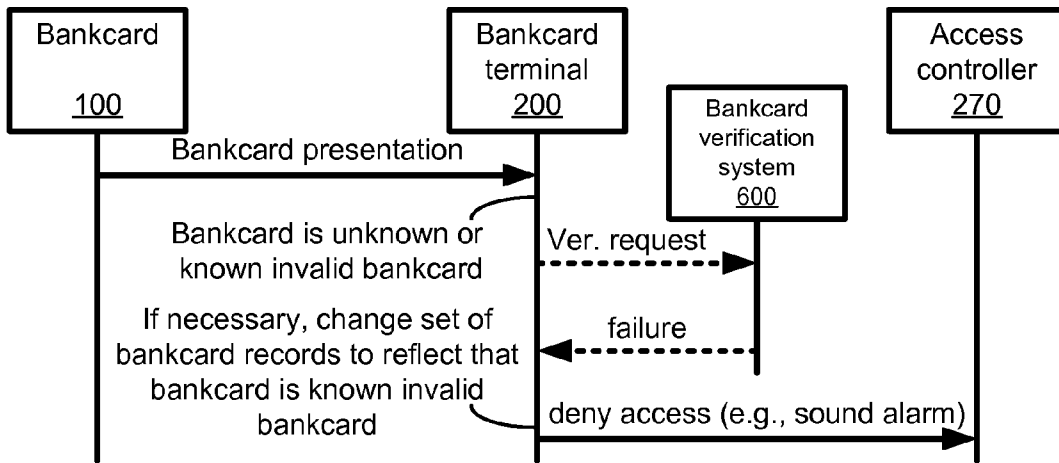 Bankcard
100
Bankcard
terminal
200
Access
controller
270
Bankcard
verification
system
600
Bankcard presentation
Bankcard is unknown or
known invalid bankcard
Ver. request
If necessary, change set of
bankcard records to reflect that
bankcard is known invalid
bankcard
failure
deny access (e.g., sound alarm)